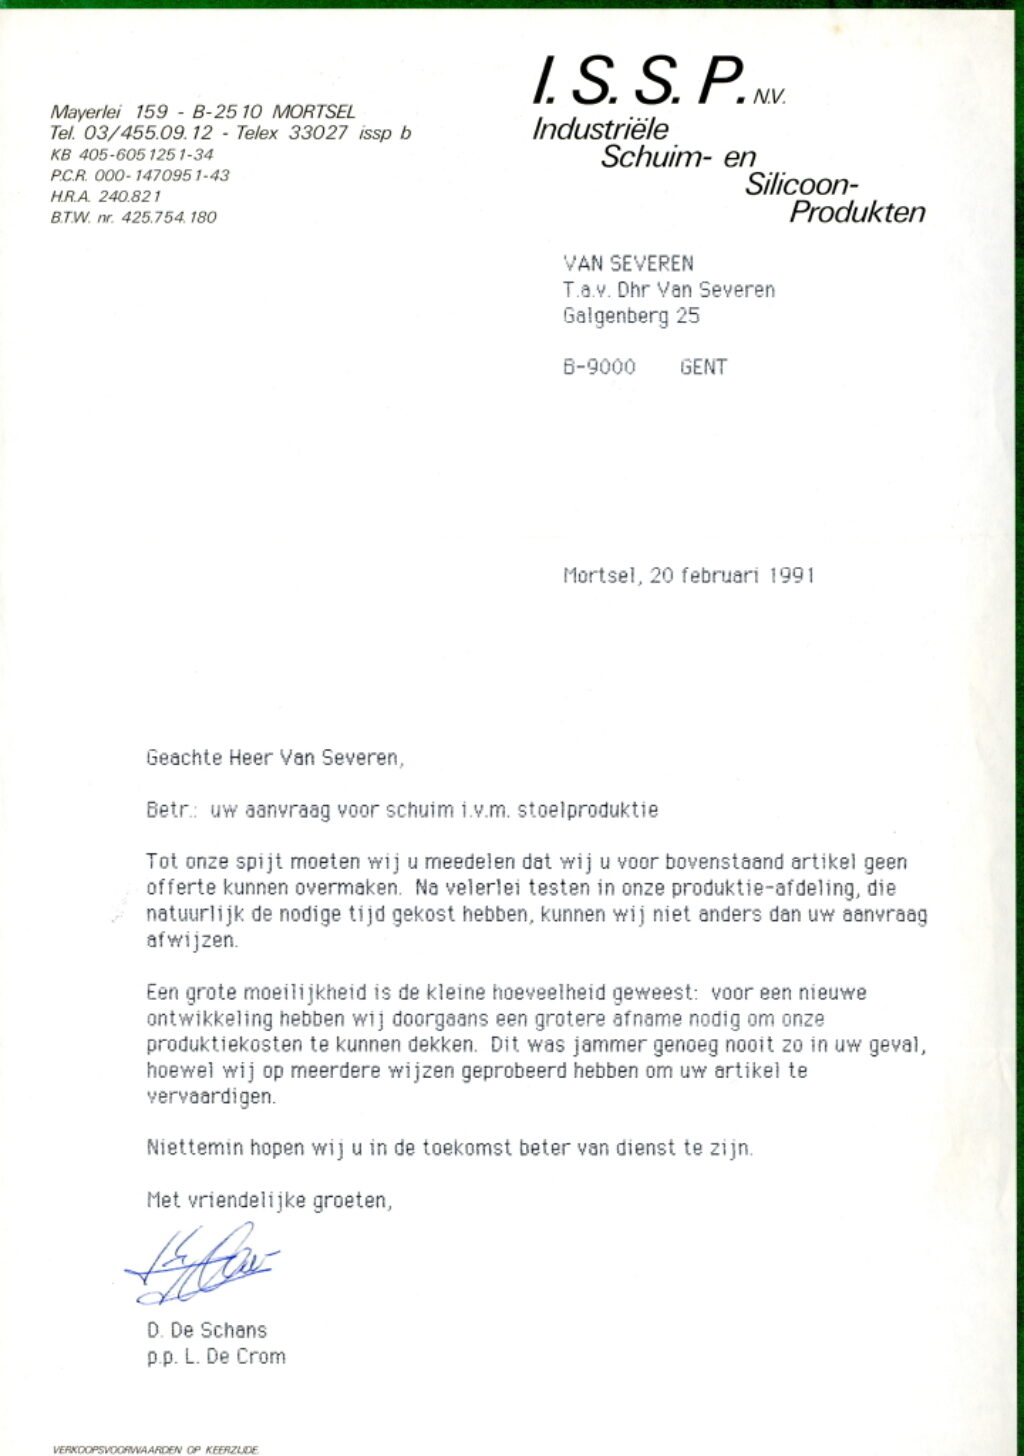 I. S. S. P. N.V.
Industriële
Schuim- en
Silicoon-
Produkten
Mayerlei 159 - B-2510 MORTSEL
Tel. 03/455.09.12 - Telex 33027 issp b
KB 405-6051251-34
P.C.R. 000-1470951-43
H.R.A. 240.821
B.T.W. nr. 425.754.180
VAN SEVEREN
T.a.v. Dhr Van Severen
Galgenberg 25
B-9000 GENT
Mortsel, 20 februari 1991
Geachte Heer Van Severen,
Betr.: uw aanvraag voor schuim i.v.m. stoelproduktie
Tot onze spijt moeten wij u meedelen dat wij u voor bovenstaand artikel geen
offerte kunnen overmaken. Na velerlei testen in onze produktie-afdeling, die
natuurlijk de nodige tijd gekost hebben, kunnen wij niet anders dan uw aanvraag
afwijzen.
Een grote moeilijkheid is de kleine hoeveelheid geweest: voor een nieuwe
ontwikkeling hebben wij doorgaans een grotere afname nodig om onze
produktiekosten te kunnen dekken. Dit was jammer genoeg nooit zo in uw geval,
hoewel wij op meerdere wijzen geprobeerd hebben om uw artikel te
vervaardigen.
Niettemin hopen wij u in de toekomst beter van dienst te zijn.
Met vriendelijke groeten,
D. De Schans
p.p. L. De Crom
VERKOOPSVOORWAARDEN OP KEERZIJDE.